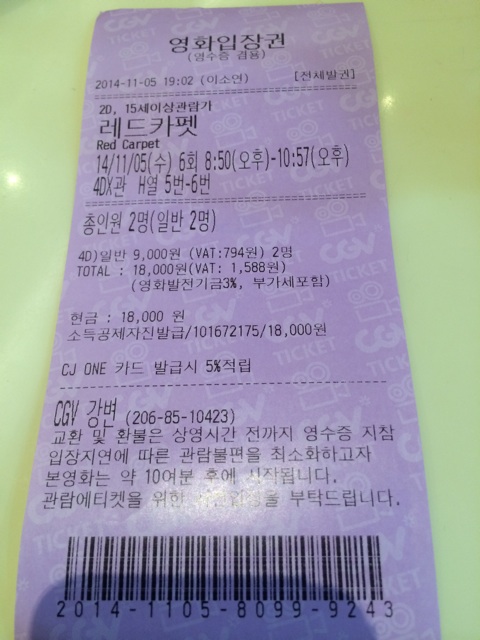 영화입장권
(영수증 겸용)
2014-11-05 19:02 (이소연) [전체발권]
2D, 15세이상관람가
레드카펫
Red Carpet
14/11/05(수) 6회 8:50(오후)-10:57(오후)
4DX관 H열 5번-6번
총인원 2명(일반 2명)
4D)일반 9,000원 (VAT:794원) 2명
TOTAL : 18,000원(VAT: 1,588원)
(영화발전기금3%, 부가세포함)
현금 : 18,000 원
소득공제자진발급/101672175/18,000원
CJ ONE 카드 발급시 5%적립
CGV 강변 (206-85-10423)
교환 및 환불은 상영시간 전까지 영수증 지참
입장지연에 따른 관람불편을 최소화하고자
본영화는 약 10여분 후에 시작됩니다.
관람에티켓을 위한 부탁드립니다.
2014-1105-8099-9243